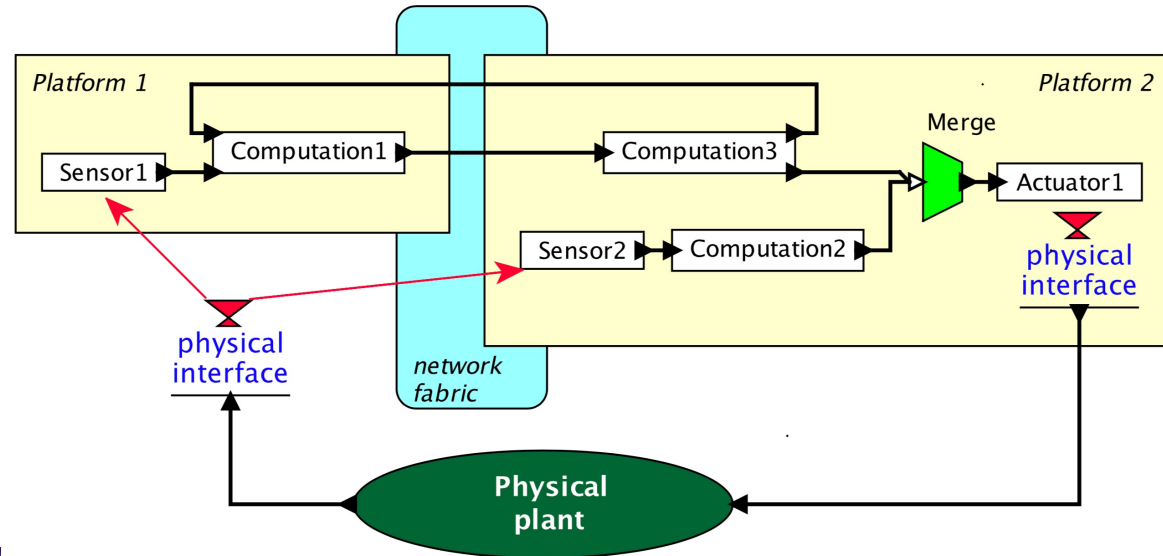 Platform 1
Platform 2
Merge
Computation1
Computation3
Sensor1
Actuator1
Sensor2
Computation2
physical
interface
physical
interface
network
fabric
Physical
plant